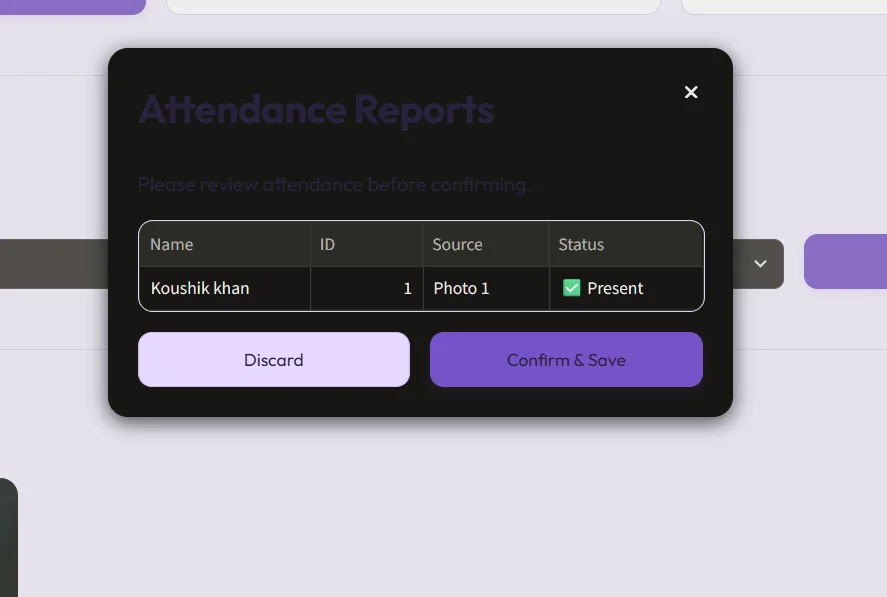 Attendance Reports
Please review attendance before confirming.
Name ID Source Status
Koushik khan 1 Photo 1 ✅ Present
Discard Confirm & Save